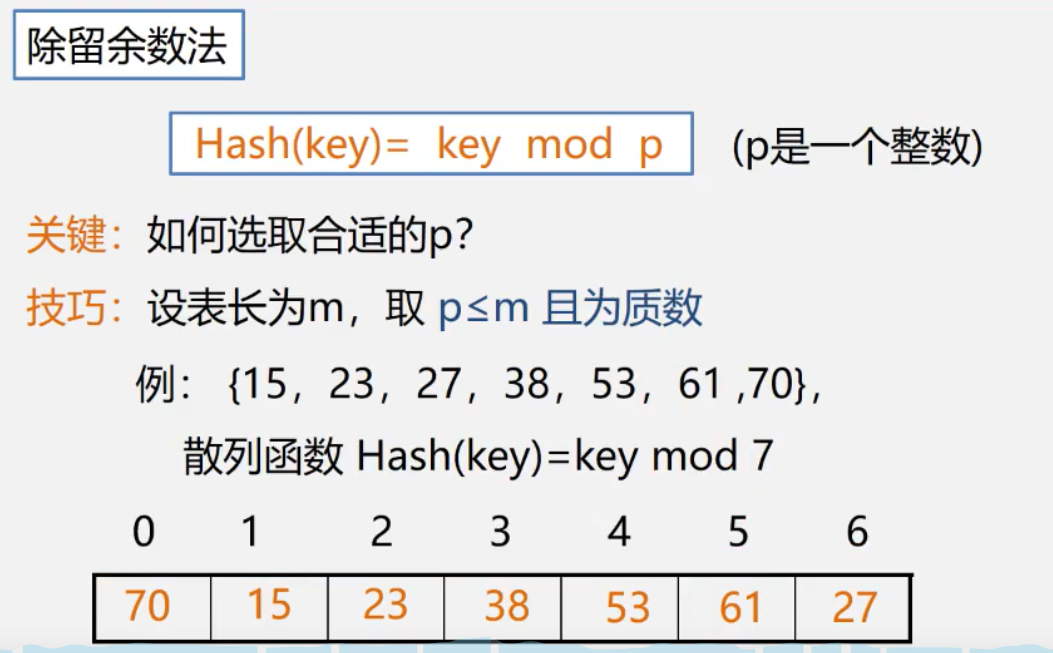 除留余数法
Hash(key)= key mod p (p是一个整数)
关键：如何选取合适的p？
技巧：设表长为m，取 p≤m 且为质数
例： {15，23，27，38，53，61 ,70}，
散列函数 Hash(key)=key mod 7
0 1 2 3 4 5 6
70 15 23 38 53 61 27